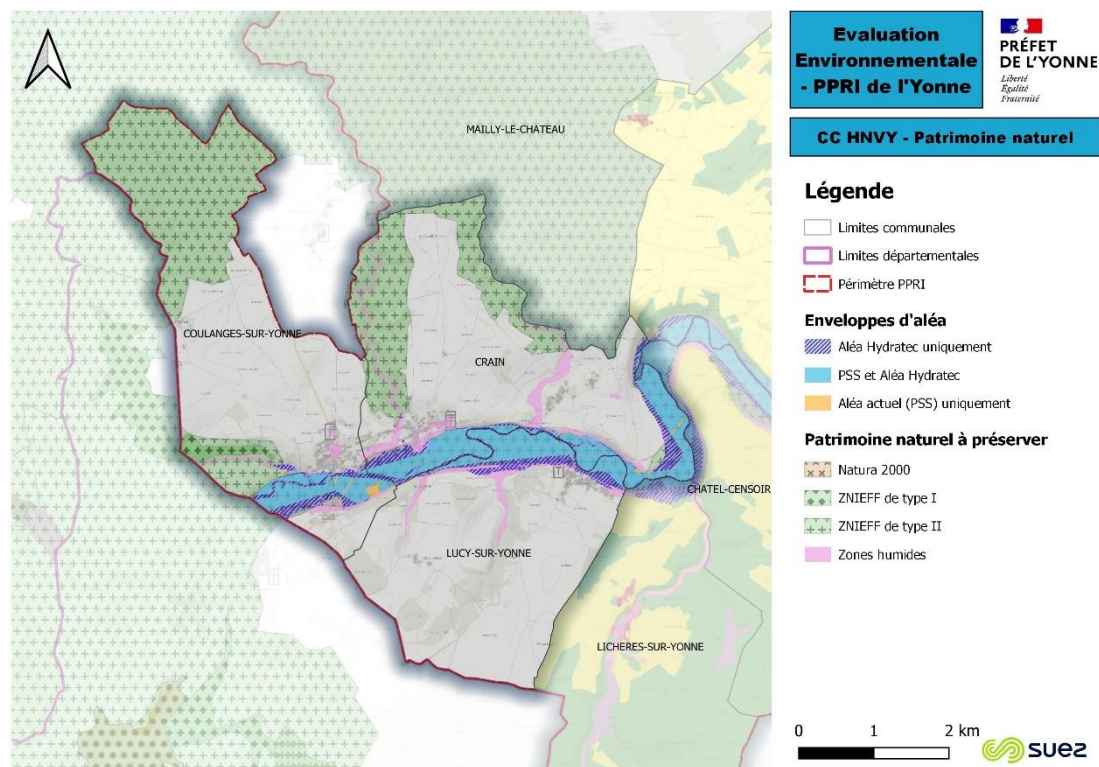 Evaluation
Environnementale
- PPRI de l'Yonne
PRÉFET
DE L'YONNE
Liberté
Égalité
Fraternité
CC HNVY - Patrimoine naturel
Légende
Limites communales
Limites départementales
Périmètre PPRI
Enveloppes d'aléa
Aléa Hydratec uniquement
PSS et Aléa Hydratec
Aléa actuel (PSS) uniquement
Patrimoine naturel à préserver
Natura 2000
ZNIEFF de type I
ZNIEFF de type II
Zones humides
0 1 2 km
suez
MAILLY-LE-CHATEAU
COULANGES-SUR-YONNE
CRAIN
CHATEL-CENSOIR
LUCY-SUR-YONNE
LICHERES-SUR-YONNE